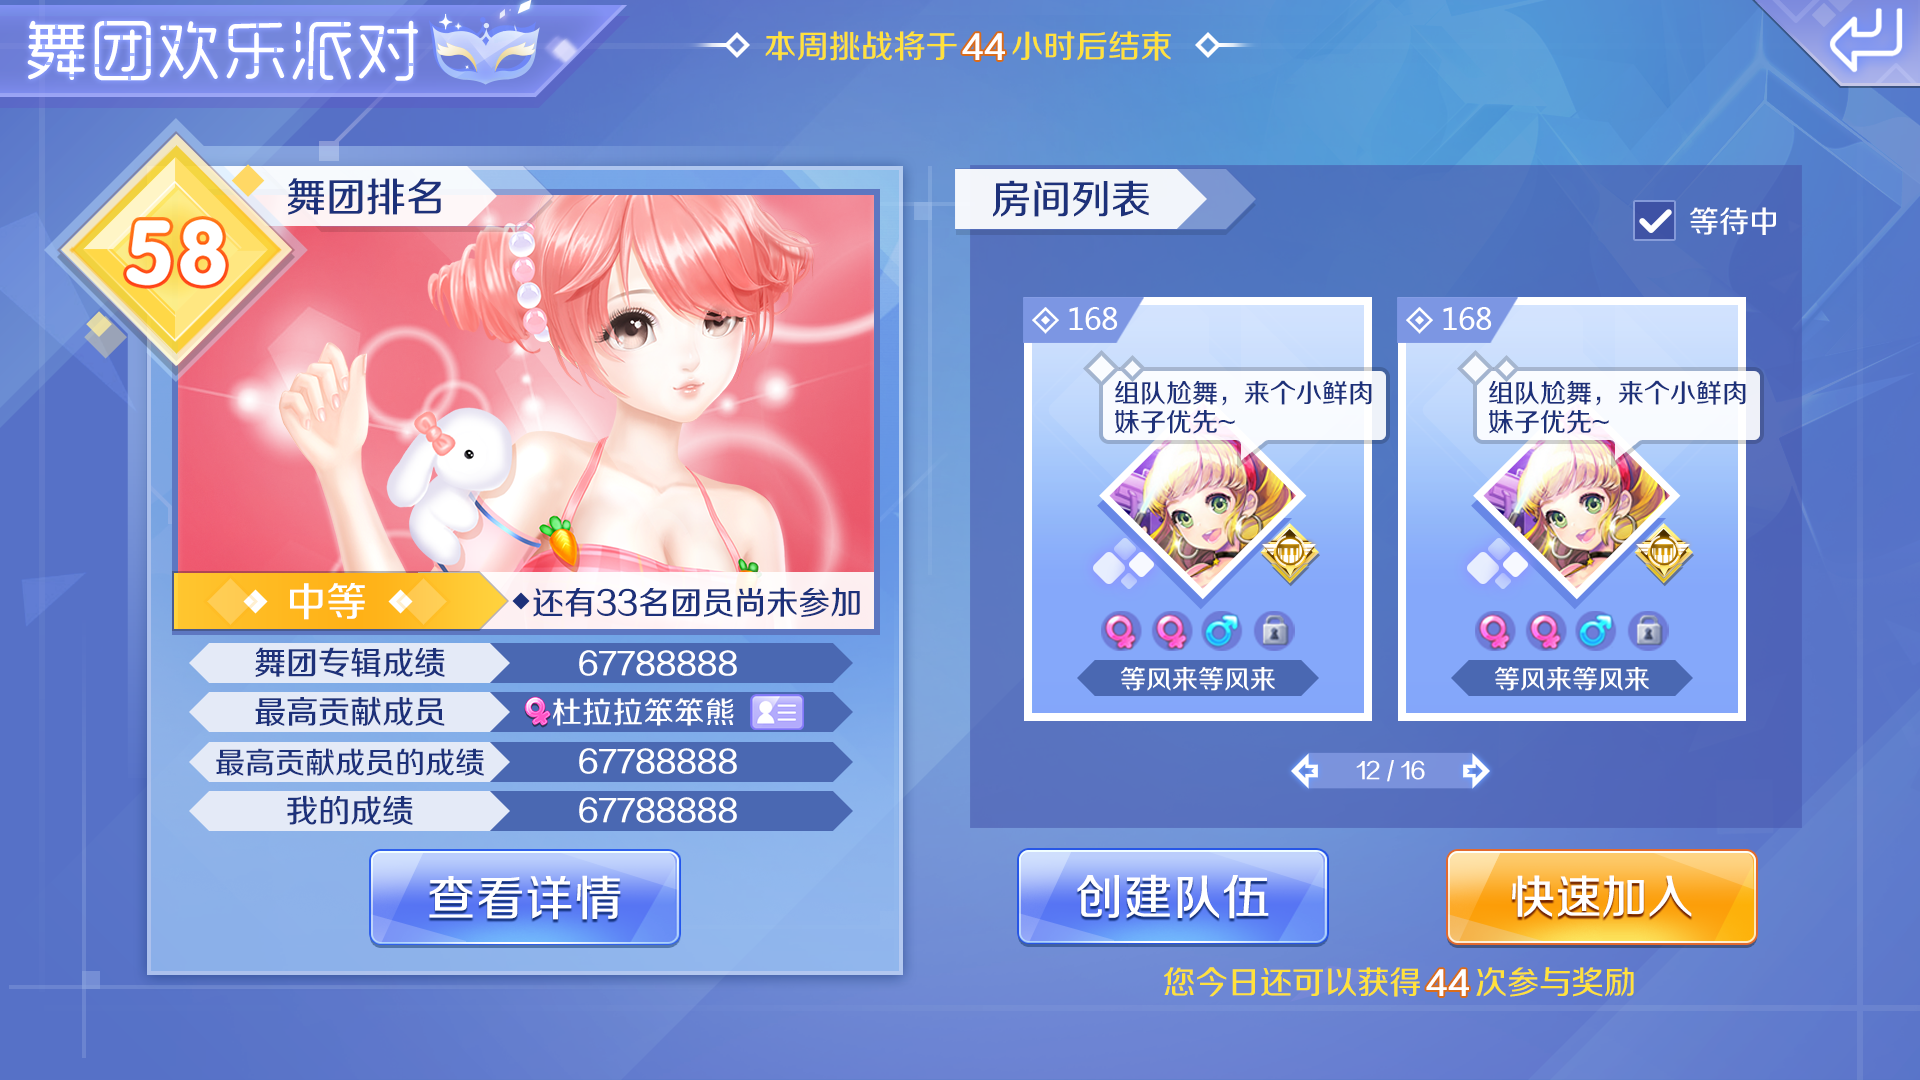 舞团欢乐派对
本周挑战将于44小时后结束
58
舞团排名
中等
还有33名团员尚未参加
舞团专辑成绩
67788888
最高贡献成员
杜拉拉笨笨熊
最高贡献成员的成绩
67788888
我的成绩
67788888
查看详情
房间列表
等待中
168
组队尬舞，来个小鲜肉
妹子优先~
等风来等风来
168
组队尬舞，来个小鲜肉
妹子优先~
等风来等风来
12 / 16
创建队伍
快速加入
您今日还可以获得44次参与奖励